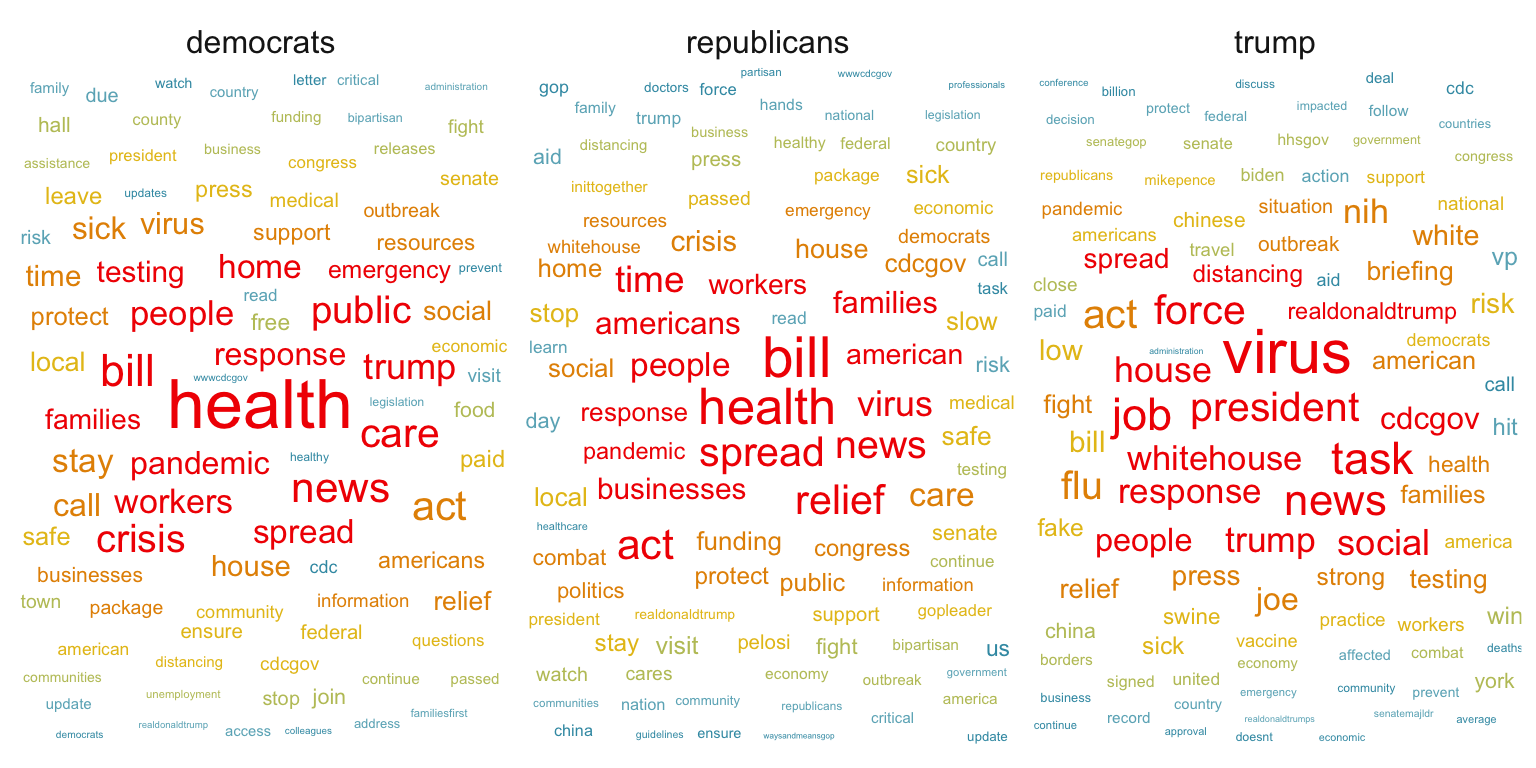 democrats
family due watch country letter critical administration
hall county funding bipartisan fight
assistance president business congress releases
leave updates press medical senate
risk sick virus support outbreak resources
time testing home emergency prevent
protect people read free public social
local bill response trump economic visit
wwwcdcgov
families health legislation care food
stay pandemic healthy paid
call workers news act
safe crisis spread
businesses house cdc americans
town package community information relief
american ensure federal questions
communities distancing cdcgov continue passed
update unemployment stop join
democrats realdonaldtrump access colleagues address familiesfirst
republicans
gop doctors force partisan wwwcdcgov professionals
family trump hands national legislation
aid distancing business press healthy federal country
inittogether passed package sick
resources emergency economic
whitehouse crisis house democrats
home time workers cdcgov call task
stop americans read families slow
learn social people bill american risk
day response health virus medical
pandemic spread news safe
local businesses relief care testing
healthcare act funding congress senate
combat politics protect public information continue
president realdonaldtrump support gopleader
stay visit pelosi fight bipartisan us
watch cares economy outbreak government
communities nation community republicans critical america
china guidelines ensure waysandmeansgop update
trump
conference billion discuss deal cdc
decision protect federal impacted follow countries
senategop senate hhsgov government congress
republicans mikepence biden action support
pandemic chinese situation nih national
americans travel outbreak white
close spread distancing aid briefing vp
paid act force realdonaldtrump risk
low administration virus democrats
house american call
fight job president cdcgov hit
bill whitehouse task health
flu response news families
fake people trump social america
relief press strong testing
swine joe practice workers win
china sick vaccine affected combat deaths
borders signed united economy york
business country emergency community prevent
continue record approval realdonaldtrumps doesnt economic senatemajldr average